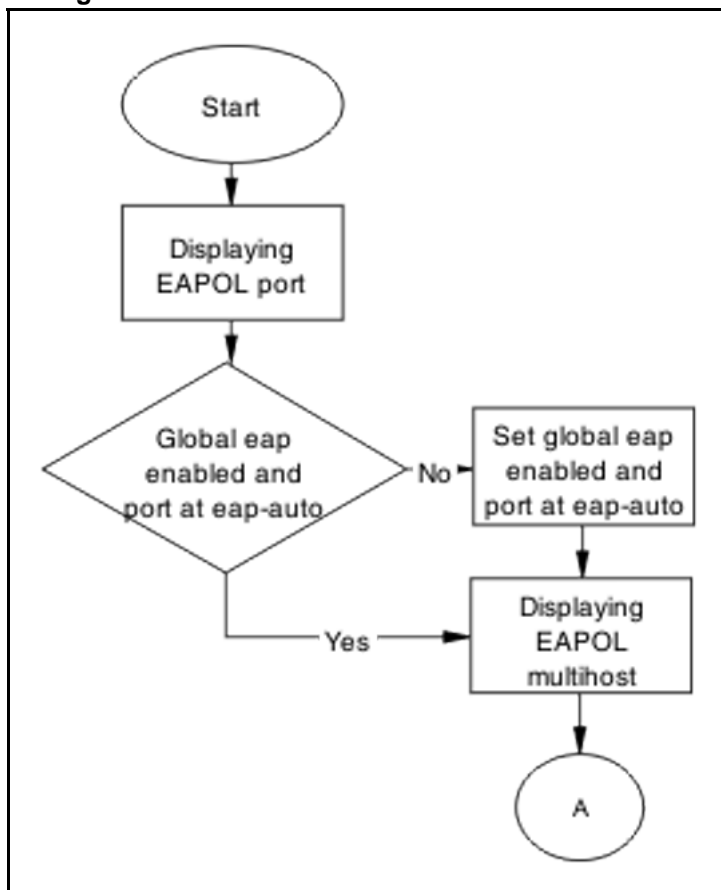 Start
Displaying
EAPOL port
Global eap
enabled and
port at eap-auto
No
Set global eap
enabled and
port at eap-auto
Yes
Displaying
EAPOL
multihost
A